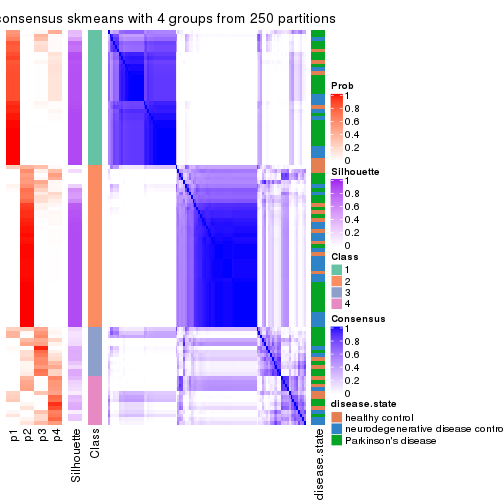 consensus skmeans with 4 groups from 250 partitions
Prob
1
0.8
0.6
0.4
0.2
0
Silhouette
1
0.8
0.6
0.4
0.2
0
Class
1
2
3
4
Consensus
1
0.8
0.6
0.4
0.2
0
disease.state
healthy control
neurodegenerative disease contro
Parkinson's disease
p1
p2
p3
p4
Silhouette
Class
disease.state